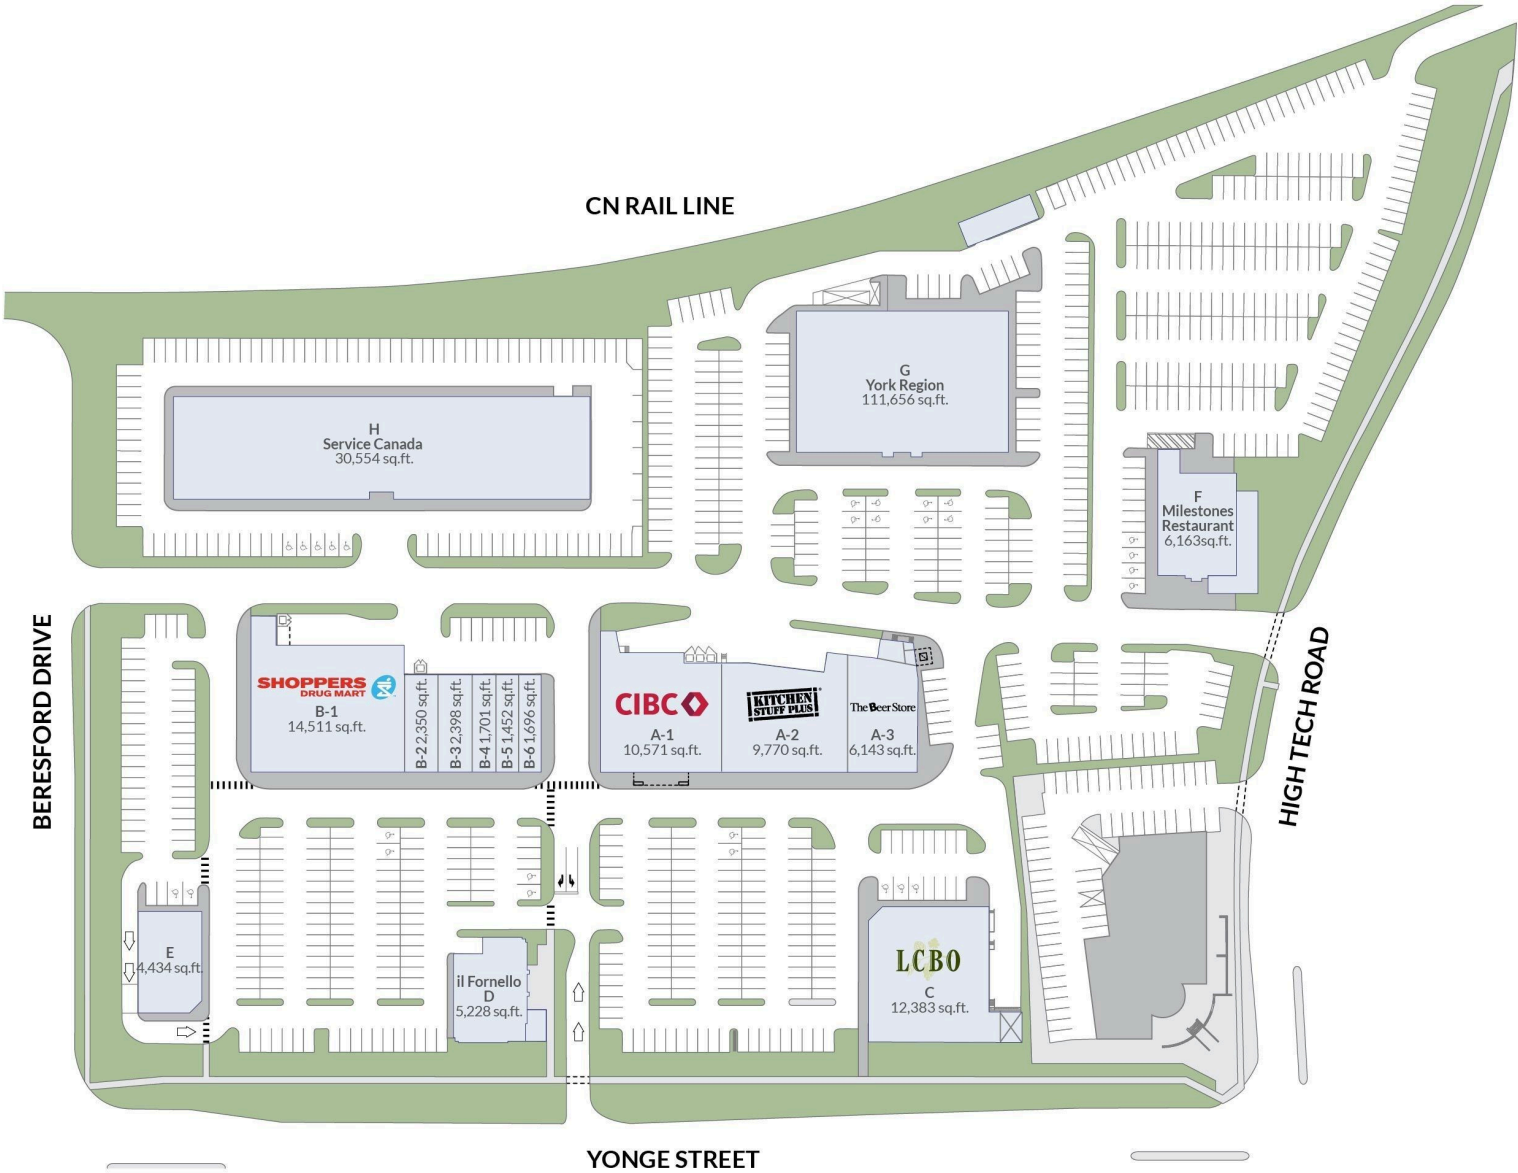 CN RAIL LINE
G
York Region
111,656 sq.ft.
H
Service Canada
30,554 sq.ft.
F
Milestones
Restaurant
6,163sq.ft.
BERESFORD DRIVE
HIGH TECH ROAD
SHOPPERS
DRUG MART
B-1
14,511 sq.ft.
B-2 2,350 sq.ft.
B-3 2,398 sq.ft.
B-4 1,701 sq.ft.
B-5 1,452 sq.ft.
B-6 1,696 sq.ft.
CIBC
A-1
10,571 sq.ft.
KITCHEN
STUFF PLUS
A-2
9,770 sq.ft.
The Beer Store
A-3
6,143 sq.ft.
E
4,434 sq.ft.
il Fornello
D
5,228 sq.ft.
LCBO
C
12,383 sq.ft.
YONGE STREET